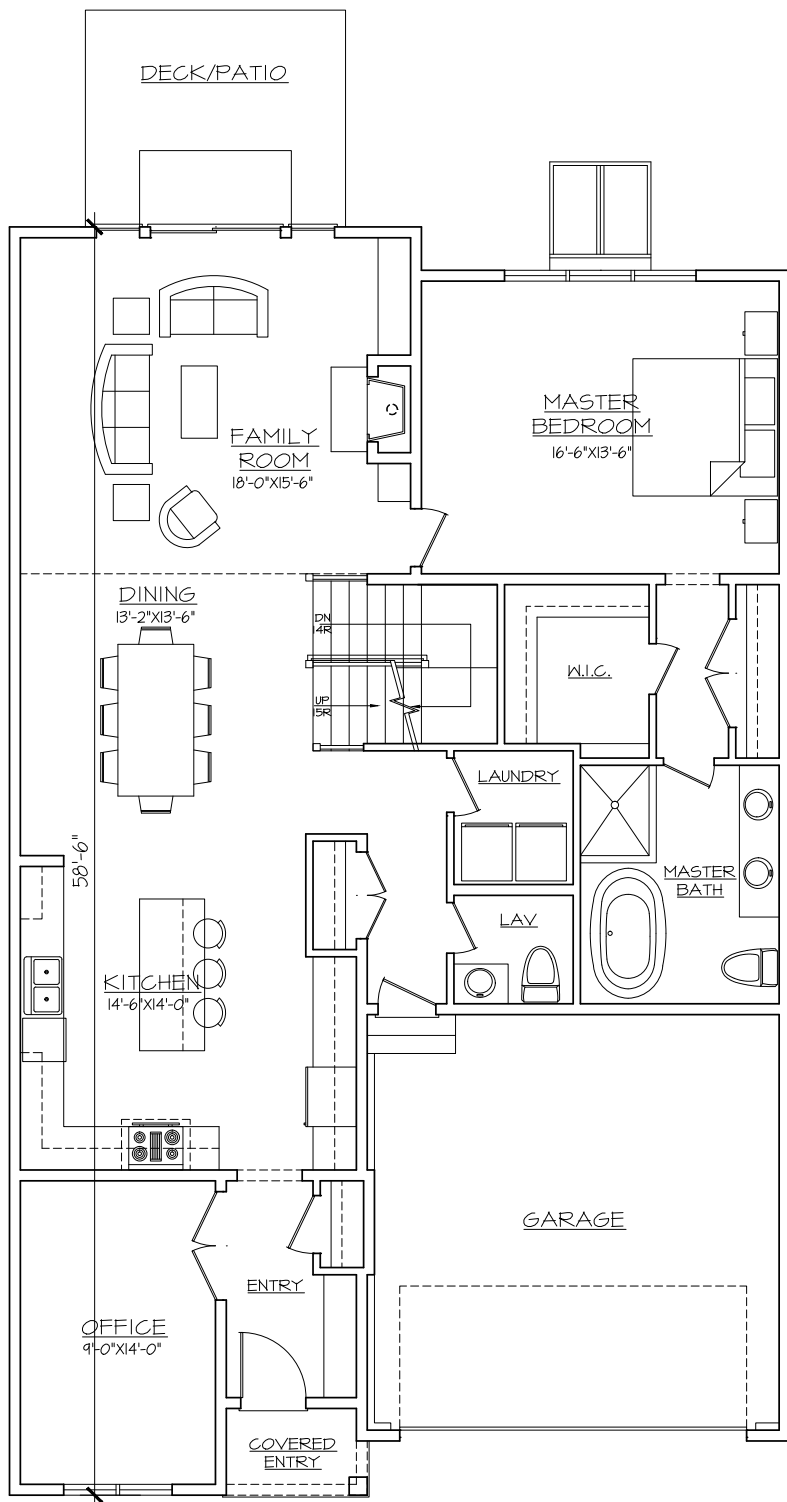 DECK/PATIO
MASTER
BEDROOM
16'-6"X13'-6"
FAMILY
ROOM
18'-0"X15'-6"
DINING
13'-2"X13'-6"
DN
14R
W.I.C.
UP
15R
LAUNDRY
58'-6"
MASTER
BATH
LAV
KITCHEN
14'-6"X14'-0"
GARAGE
ENTRY
OFFICE
9'-0"X14'-0"
COVERED
ENTRY